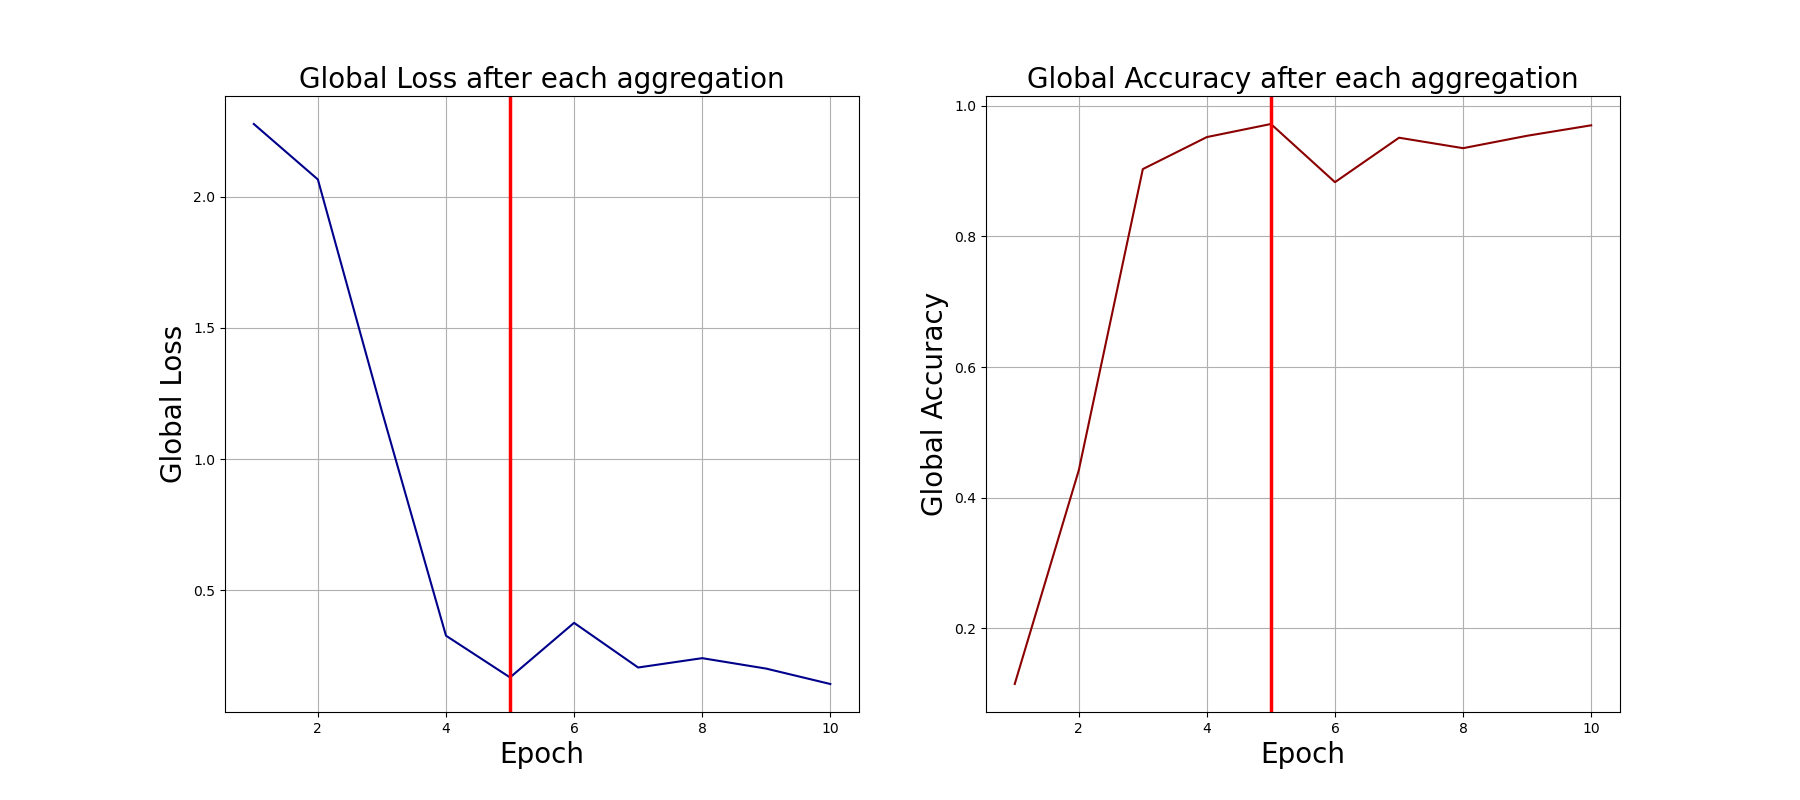 Global Loss after each aggregation
Global Loss
2.0
1.5
1.0
0.5
2 4 6 8 10
Epoch
Global Accuracy after each aggregation
Global Accuracy
1.0
0.8
0.6
0.4
0.2
2 4 6 8 10
Epoch